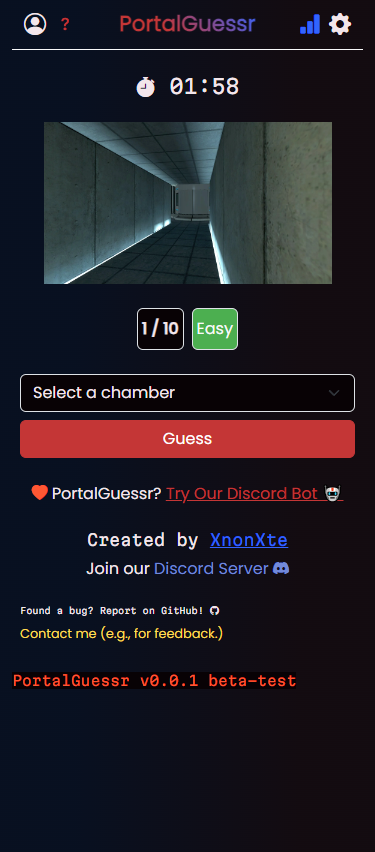 ? PortalGuessr
01:58
1 / 10 Easy
Select a chamber
Guess
PortalGuessr? Try Our Discord Bot
Created by XnonXte
Join our Discord Server
Found a bug? Report on GitHub!
Contact me (e.g., for feedback.)
PortalGuessr v0.0.1 beta-test